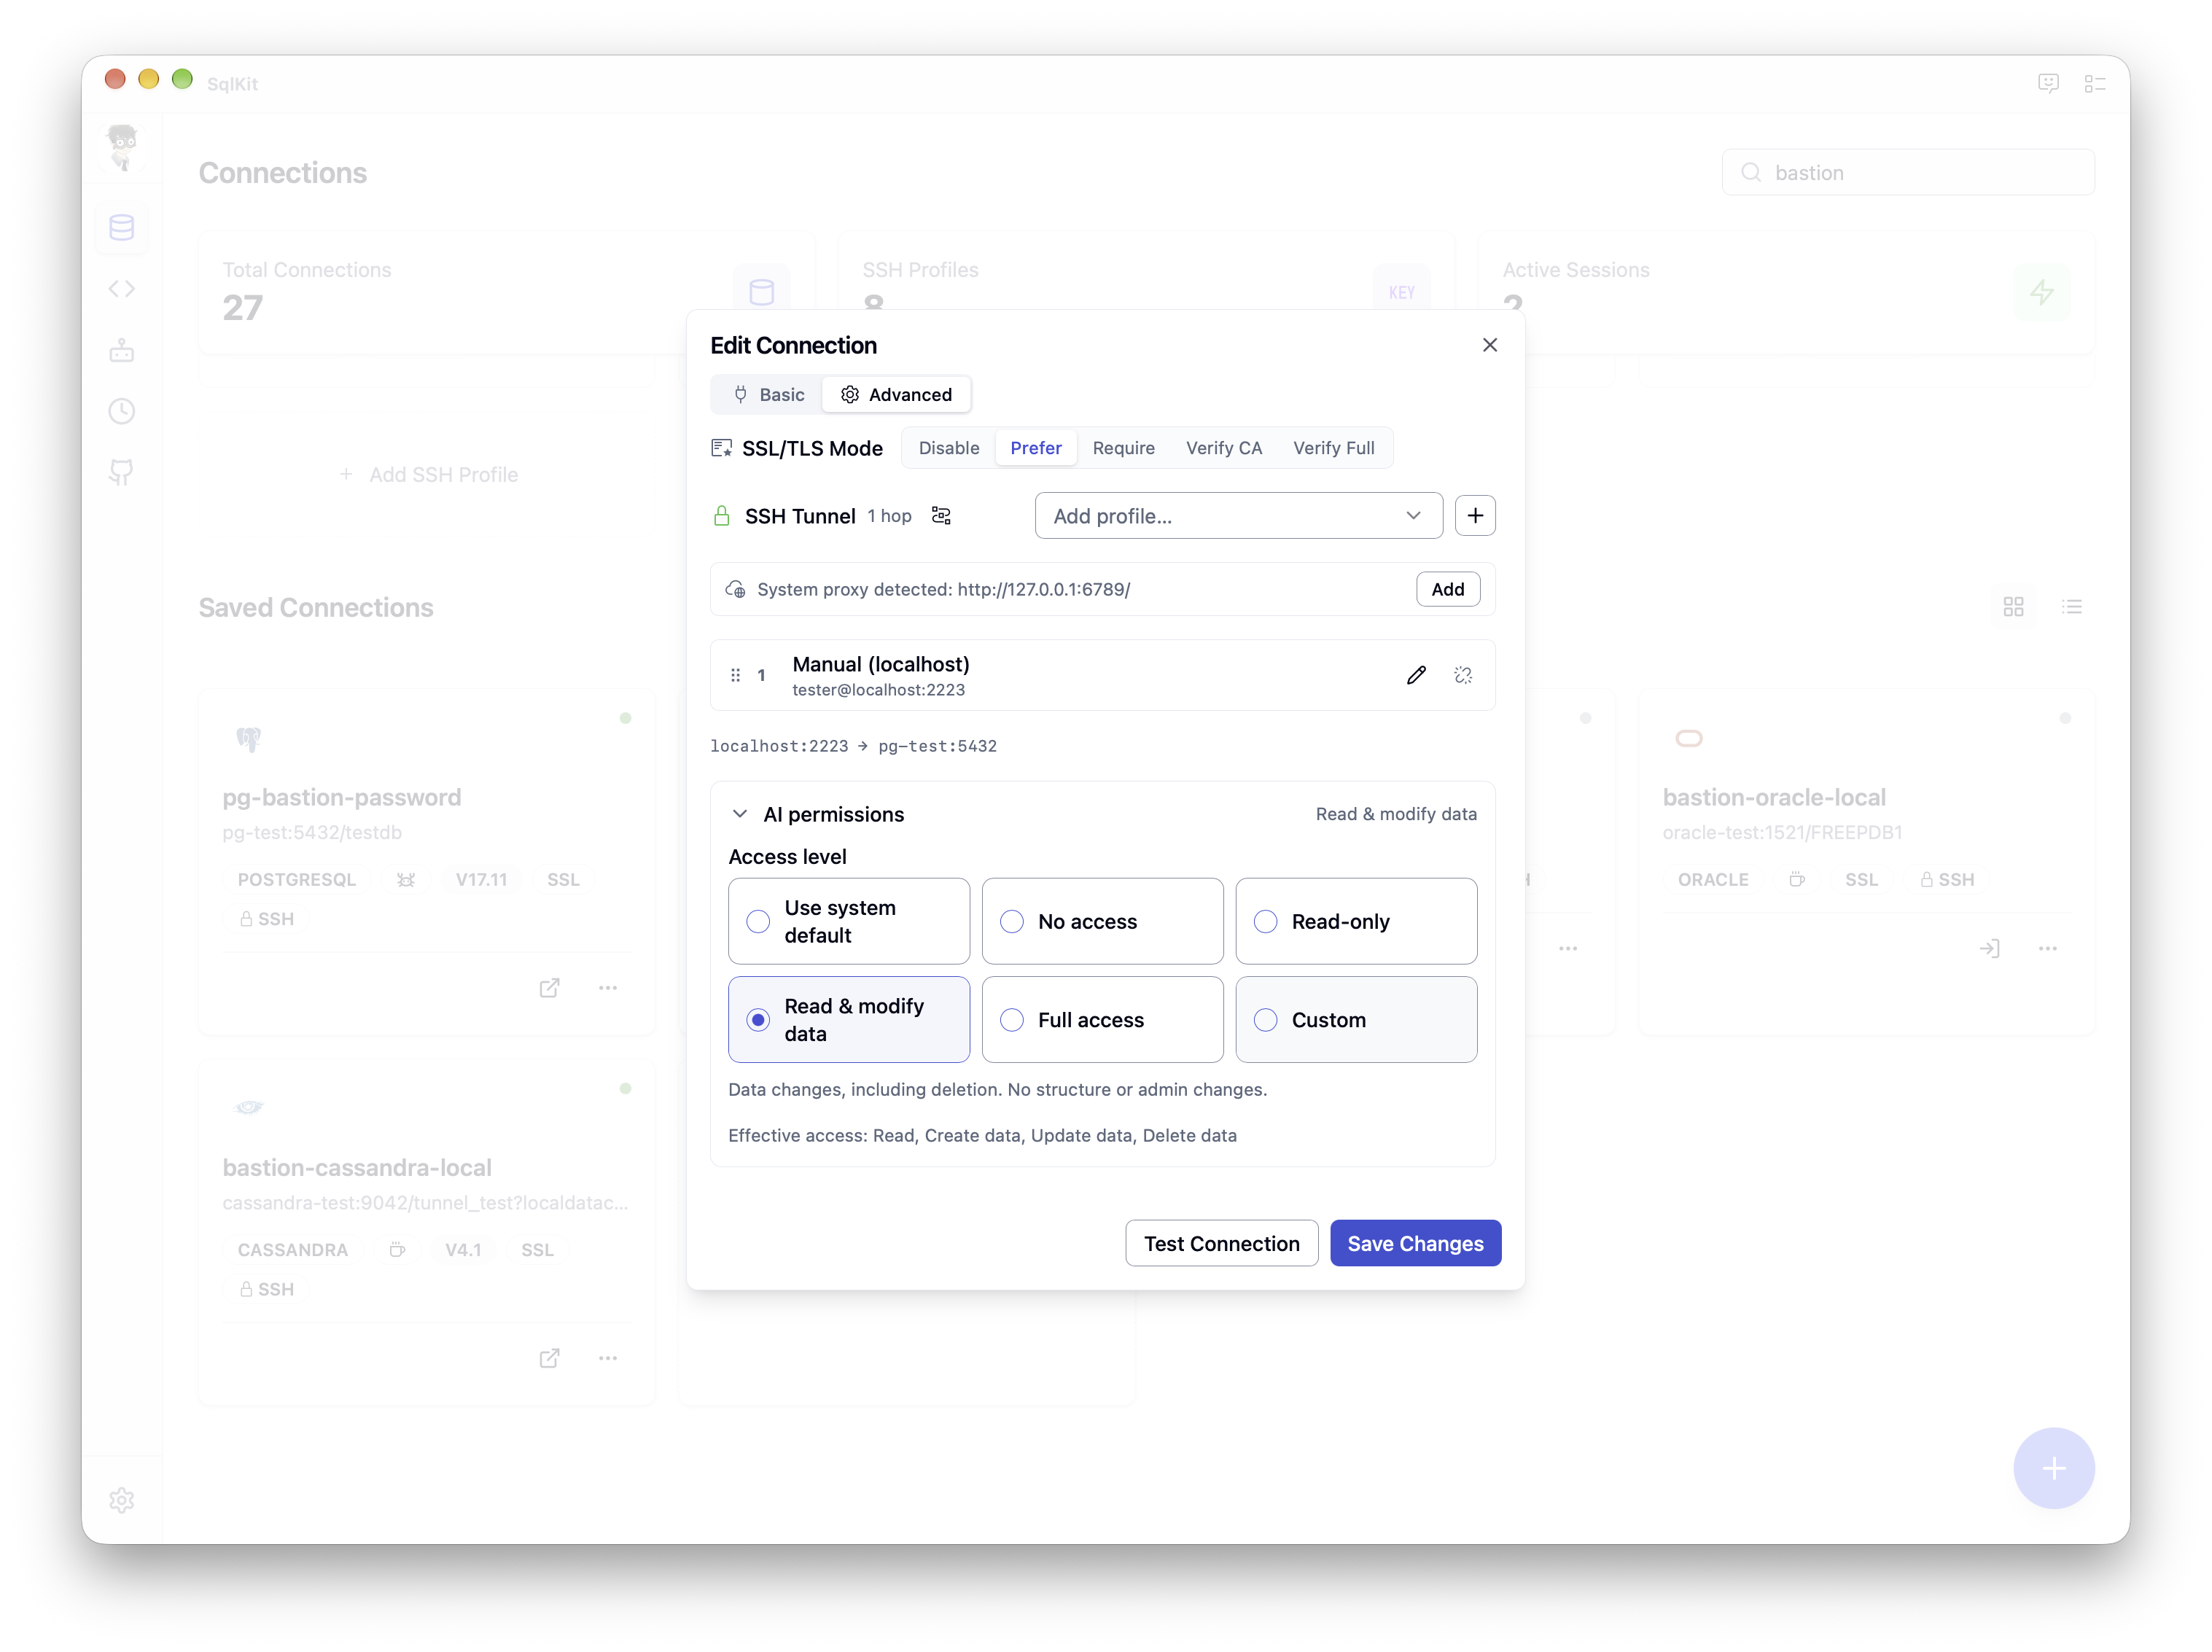 SqlKit
Connections
bastion
Total Connections
27
SSH Profiles
8
KEY
Active Sessions
2
Edit Connection
Basic
Advanced
SSL/TLS Mode
Disable
Prefer
Require
Verify CA
Verify Full
+ Add SSH Profile
SSH Tunnel
1 hop
Add profile...
System proxy detected: http://127.0.0.1:6789/
Add
Saved Connections
1
Manual (localhost)
tester@localhost:2223
localhost:2223 → pg-test:5432
AI permissions
Read & modify data
Access level
Use system
default
No access
Read-only
Read & modify
data
Full access
Custom
Data changes, including deletion. No structure or admin changes.
Effective access: Read, Create data, Update data, Delete data
Test Connection
Save Changes
pg-bastion-password
pg-test:5432/testdb
POSTGRESQL
V17.11
SSL
SSH
bastion-oracle-local
oracle-test:1521/FREEPDB1
ORACLE
SSL
SSH
bastion-cassandra-local
cassandra-test:9042/tunnel_test?localdatac...
CASSANDRA
V4.1
SSL
SSH